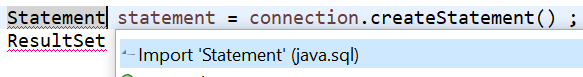 Statement statement = connection.createStatement() ;
ResultSet
Import 'Statement' (java.sql)